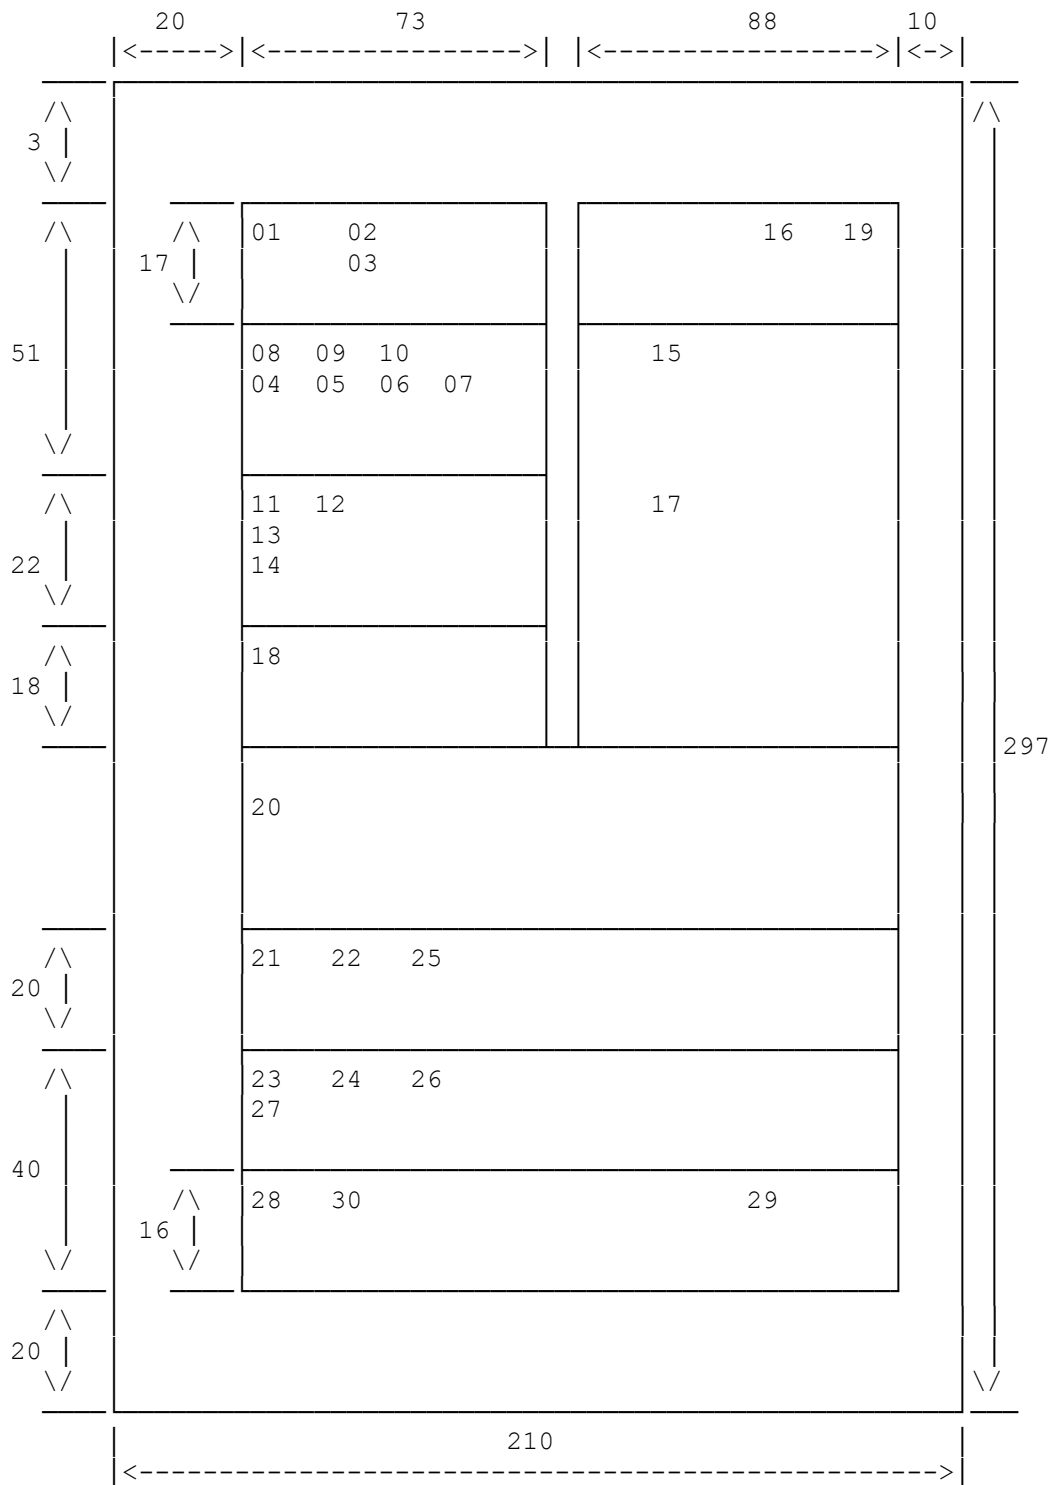 20 73 88 10
|<----->|<---------------->| |<----------------->|<->|
/\ /\
3 |
\/
/\ /\ 01 02 16 19
17 | 03
\/
51 08 09 10 15
04 05 06 07
\/
/\ 11 12 17
13
22 | 14
\/
/\ 18
18 |
\/
297
20
/\ 21 22 25
20 |
\/
/\ 23 24 26
27
40
/\ 28 30 29
16 |
\/ \/
/\
20 |
\/ \/
210
|<--------------------------------------------------->|